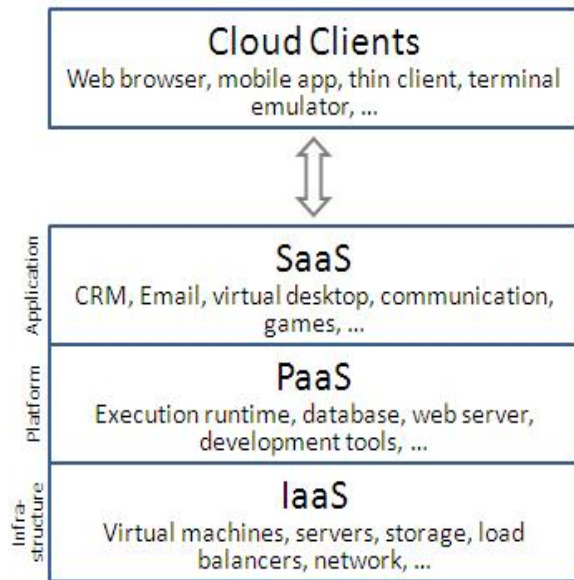 Cloud Clients
Web browser, mobile app, thin client, terminal
emulator, ...
Application
SaaS
CRM, Email, virtual desktop, communication,
games, ...
Platform
PaaS
Execution runtime, database, web server,
development tools, ...
Infra-
structure
IaaS
Virtual machines, servers, storage, load
balancers, network, ...